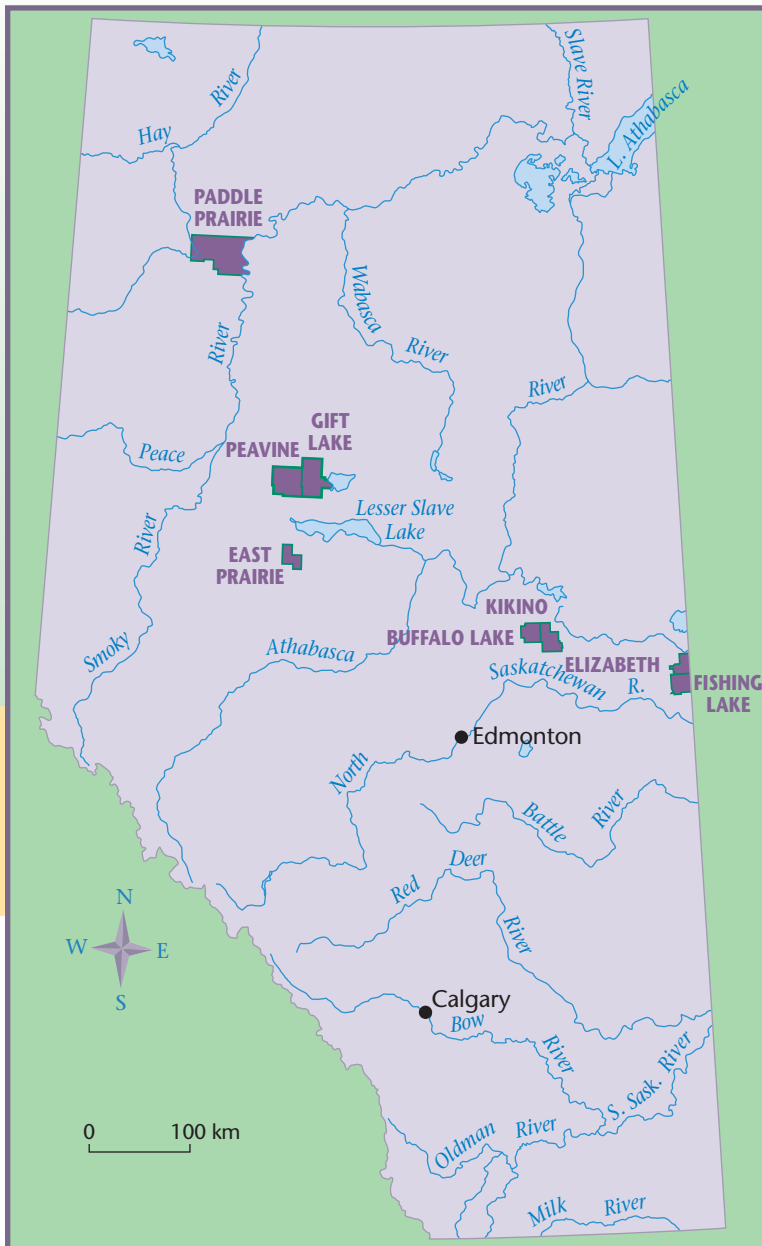 Slave River
L. Athabasca
River
Hay
PADDLE
PRAIRIE
Wabasca
River
River
River
GIFT
LAKE
PEAVINE
Peace
Lesser Slave
Lake
River
EAST
PRAIRIE
KIKINO
BUFFALO LAKE
Athabasca
Smoky
ELIZABETH
Saskatchewan
R.
FISHING
LAKE
Edmonton
North
Battle
River
Deer
Red
River
N
W
E
S
Calgary
Bow
River
S. Sask. River
0
100 km
Oldman
River
Milk
River